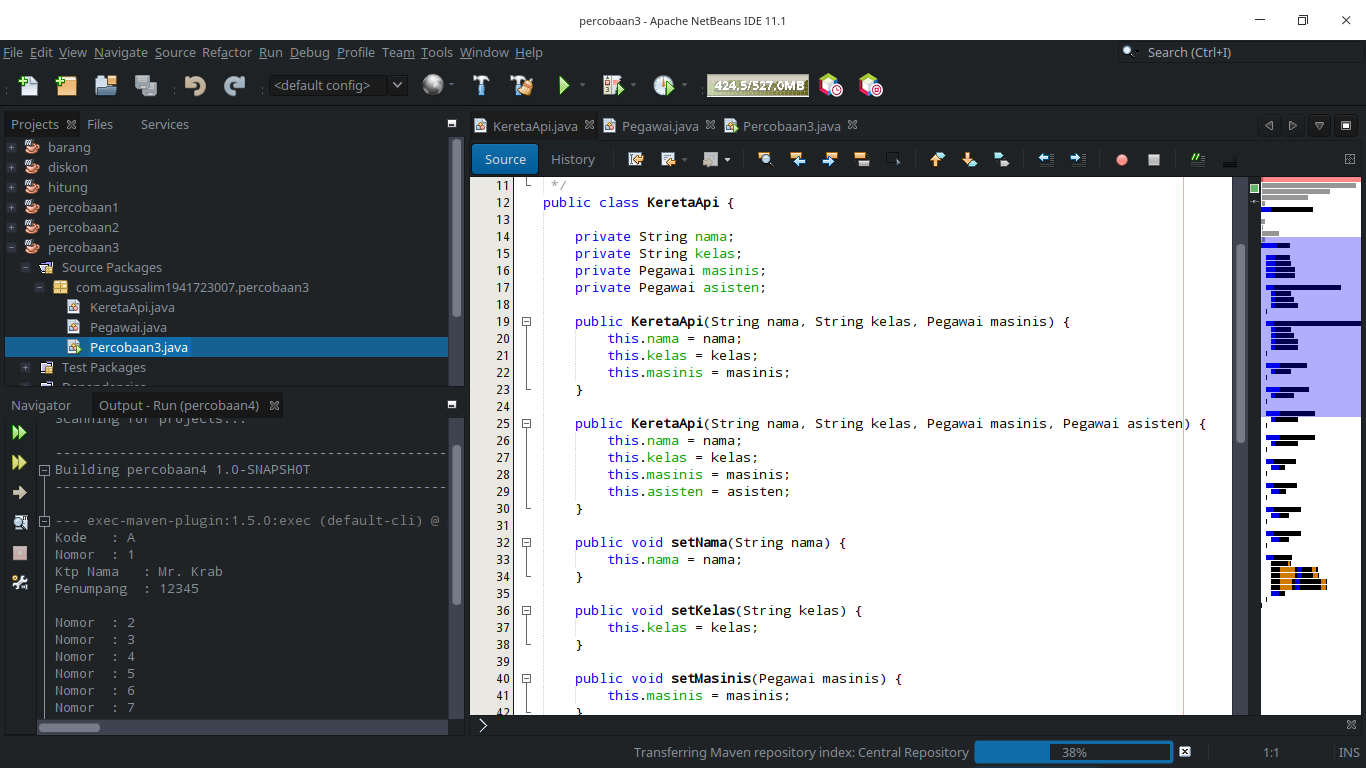 percobaan3 - Apache NetBeans IDE 11.1
File Edit View Navigate Source Refactor Run Debug Profile Team Tools Window Help
Search (Ctrl+I)
<default config>
424,5/527,0MB
Projects Files Services
barang
diskon
hitung
percobaan1
percobaan2
percobaan3
Source Packages
com.agussalim1941723007.percobaan3
KeretaApi.java
Pegawai.java
Percobaan3.java
Test Packages
Dependencies
Navigator Output - Run (percobaan4)
Scanning for projects...
------------------------------------------------
Building percobaan4 1.0-SNAPSHOT
------------------------------------------------
--- exec-maven-plugin:1.5.0:exec (default-cli) @
Kode : A
Nomor : 1
Ktp Nama : Mr. Krab
Penumpang : 12345
Nomor : 2
Nomor : 3
Nomor : 4
Nomor : 5
Nomor : 6
Nomor : 7
KeretaApi.java Pegawai.java Percobaan3.java
Source History
11 */
12 public class KeretaApi {
13
14 private String nama;
15 private String kelas;
16 private Pegawai masinis;
17 private Pegawai asisten;
18
19 public KeretaApi(String nama, String kelas, Pegawai masinis) {
20 this.nama = nama;
21 this.kelas = kelas;
22 this.masinis = masinis;
23 }
24
25 public KeretaApi(String nama, String kelas, Pegawai masinis, Pegawai asisten) {
26 this.nama = nama;
27 this.kelas = kelas;
28 this.masinis = masinis;
29 this.asisten = asisten;
30 }
31
32 public void setNama(String nama) {
33 this.nama = nama;
34 }
35
36 public void setKelas(String kelas) {
37 this.kelas = kelas;
38 }
39
40 public void setMasinis(Pegawai masinis) {
41 this.masinis = masinis;
42 }
Transferring Maven repository index: Central Repository 38% 1:1 INS